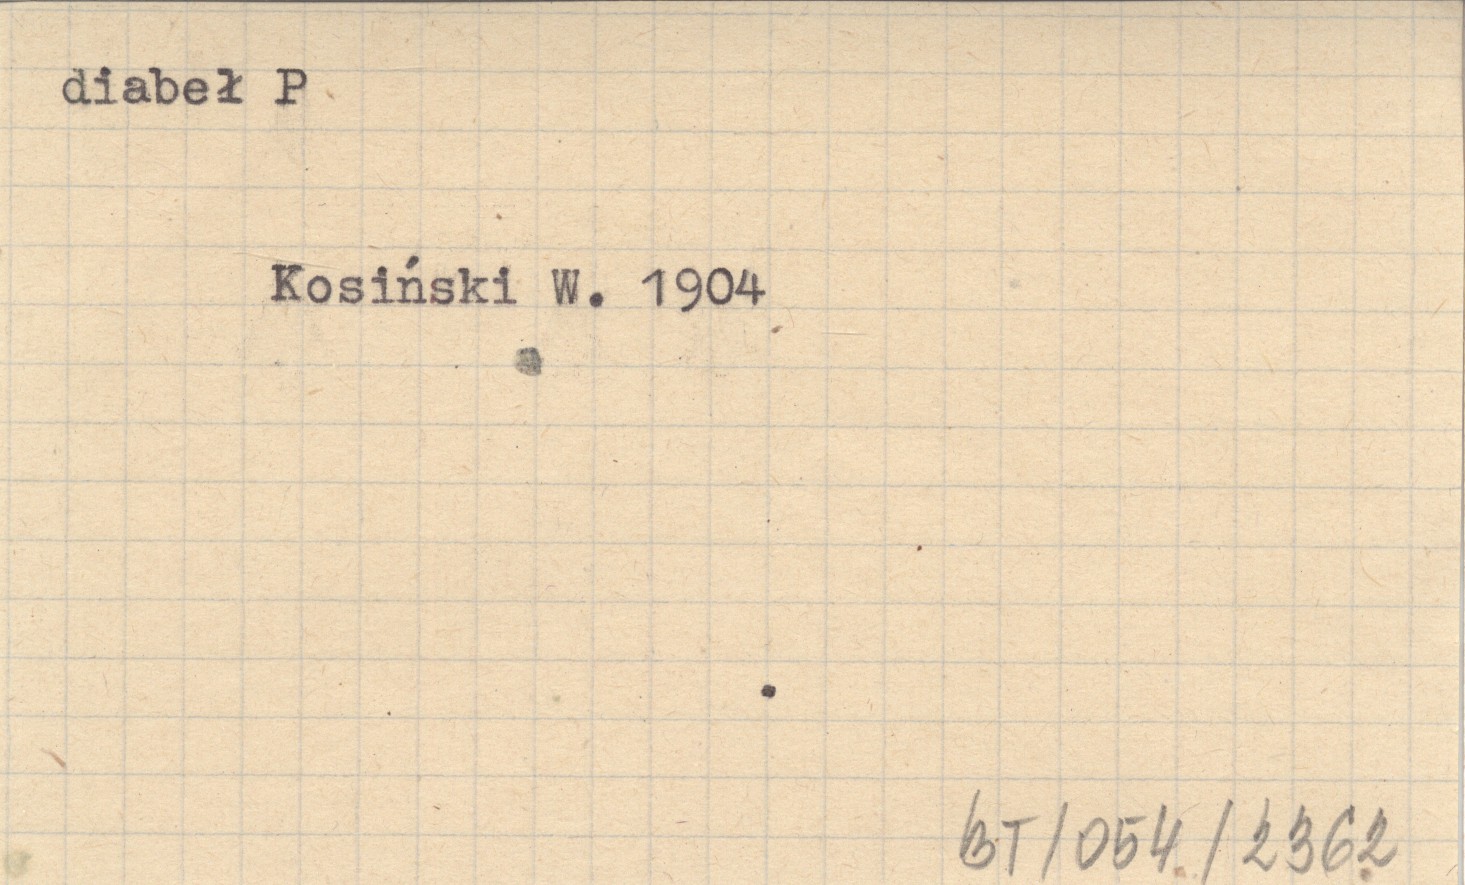 diabeł P
Kosiński W. 1904
BT/054/2362